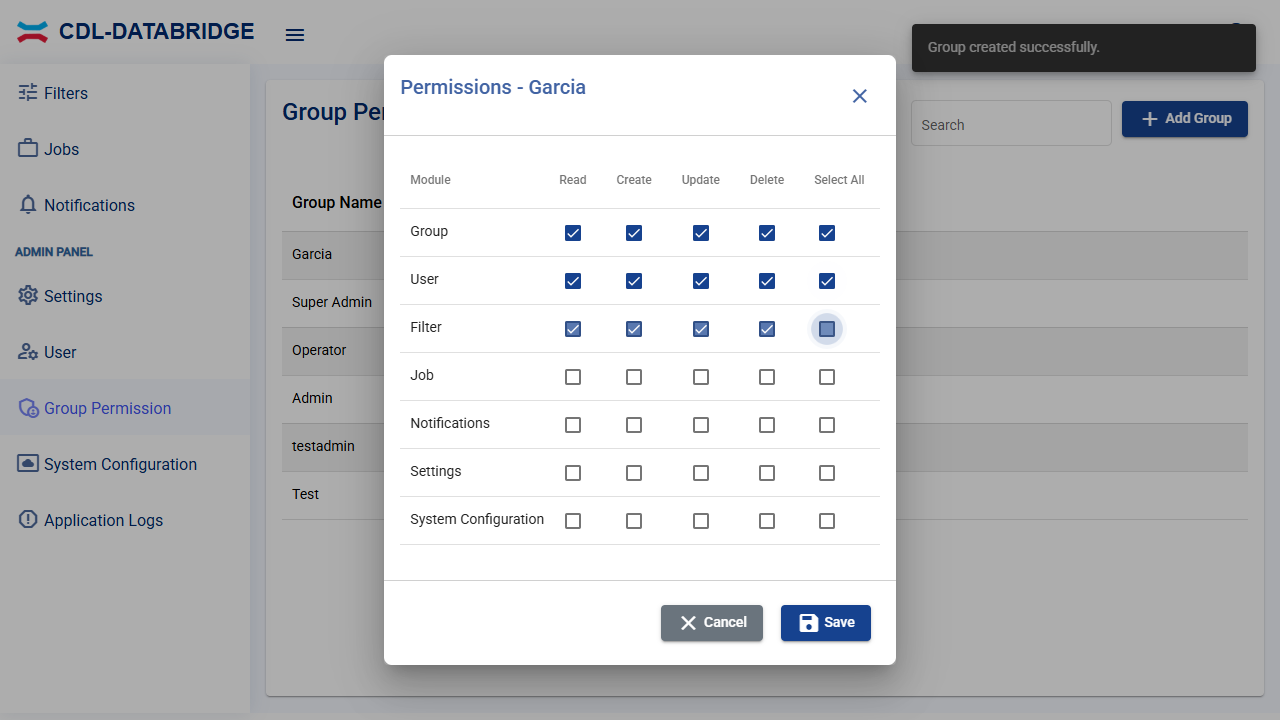 CDL-DATABRIDGE
Group created successfully.
Filters
Jobs
Notifications
ADMIN PANEL
Settings
User
Group Permission
System Configuration
Application Logs
Group Per
Search
Add Group
Group Name
Garcia
Super Admin
Operator
Admin
testadmin
Test
Permissions - Garcia
Module Read Create Update Delete Select All
Group
User
Filter
Job
Notifications
Settings
System Configuration
Cancel Save